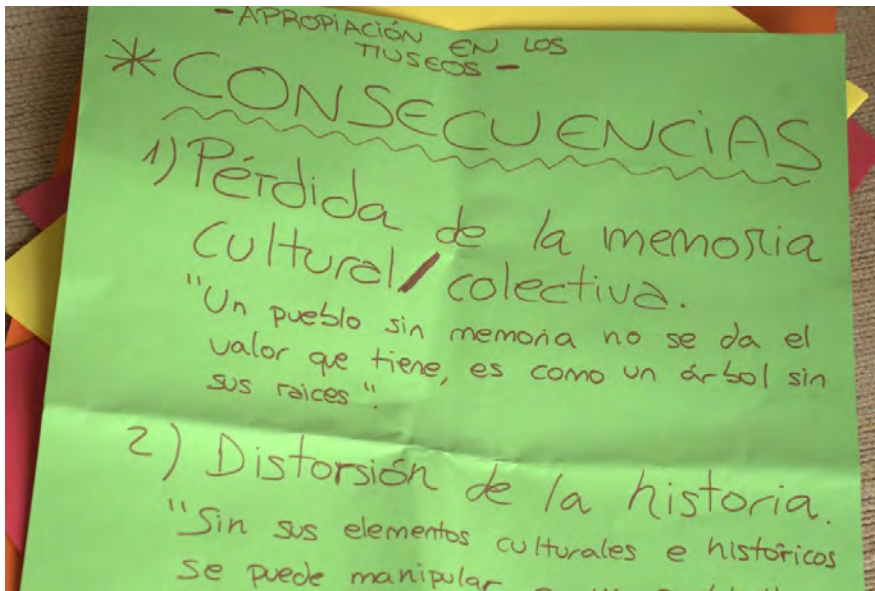 - APROPIACIÓN EN LOS
MUSEOS -
* CONSECUENCIAS
1) Pérdida de la memoria
cultural/colectiva.
"Un pueblo sin memoria no se da el
valor que tiene, es como un árbol sin
sus raices".
2) Distorsión de la historia.
"Sin sus elementos culturales e históricos
se puede manipular